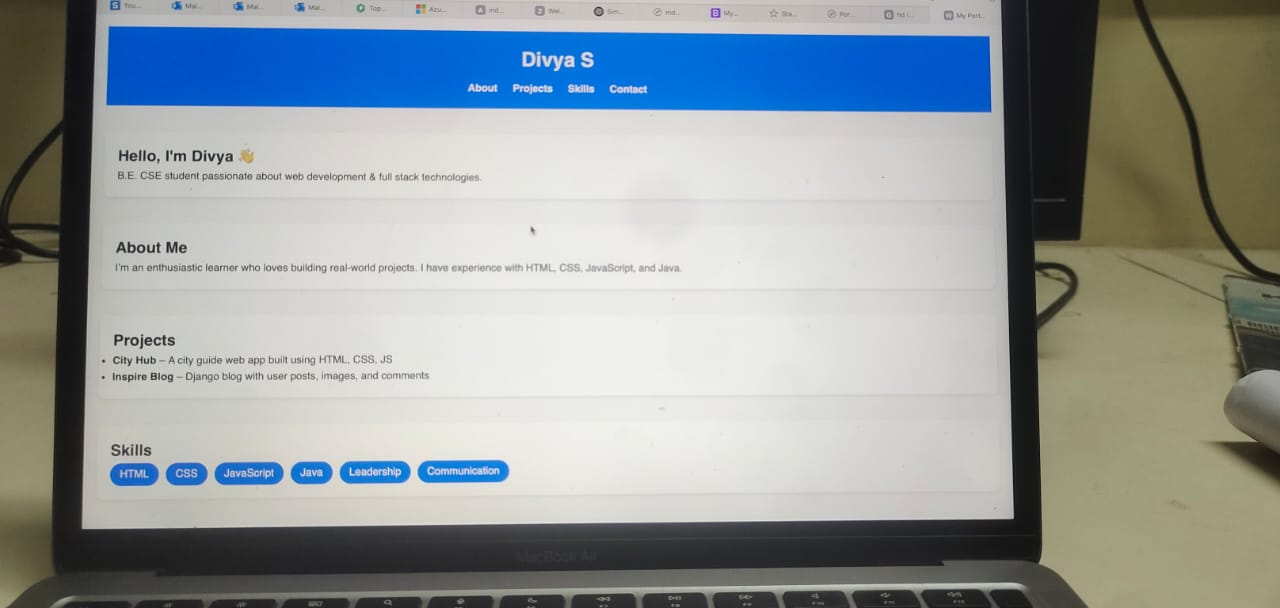 You...
Mai...
Mai...
Mai...
Top...
Azu...
ind...
Wel...
Sim...
ind...
My...
Sta...
Por...
My Port...
Divya S
About Projects Skills Contact
Hello, I'm Divya 👋
B.E. CSE student passionate about web development & full stack technologies.
About Me
I'm an enthusiastic learner who loves building real-world projects. I have experience with HTML, CSS, JavaScript, and Java.
Projects
• City Hub – A city guide web app built using HTML, CSS, JS
• Inspire Blog – Django blog with user posts, images, and comments
Skills
HTML CSS JavaScript Java Leadership Communication
MacBook Air